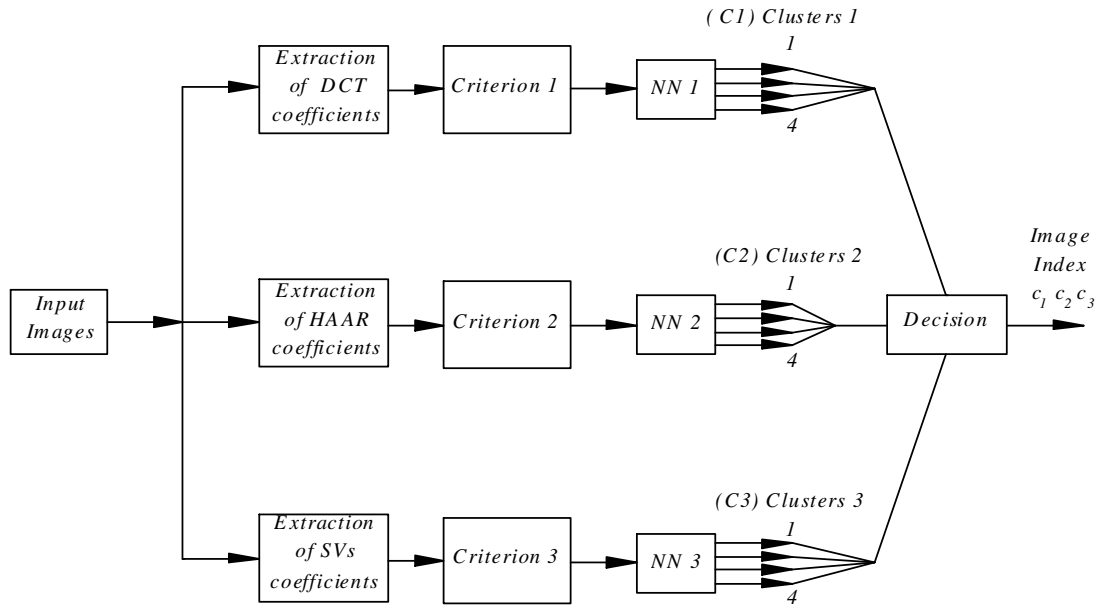 (C1) Clusters 1
1
Extraction
of DCT
coefficients
Criterion 1
NN 1
4
(C2) Clusters 2
1
Image
Index
c1 c2 c3
Input
Images
Extraction
of HAAR
coefficients
Criterion 2
NN 2
Decision
4
(C3) Clusters 3
1
Extraction
of SVs
coefficients
Criterion 3
NN 3
4